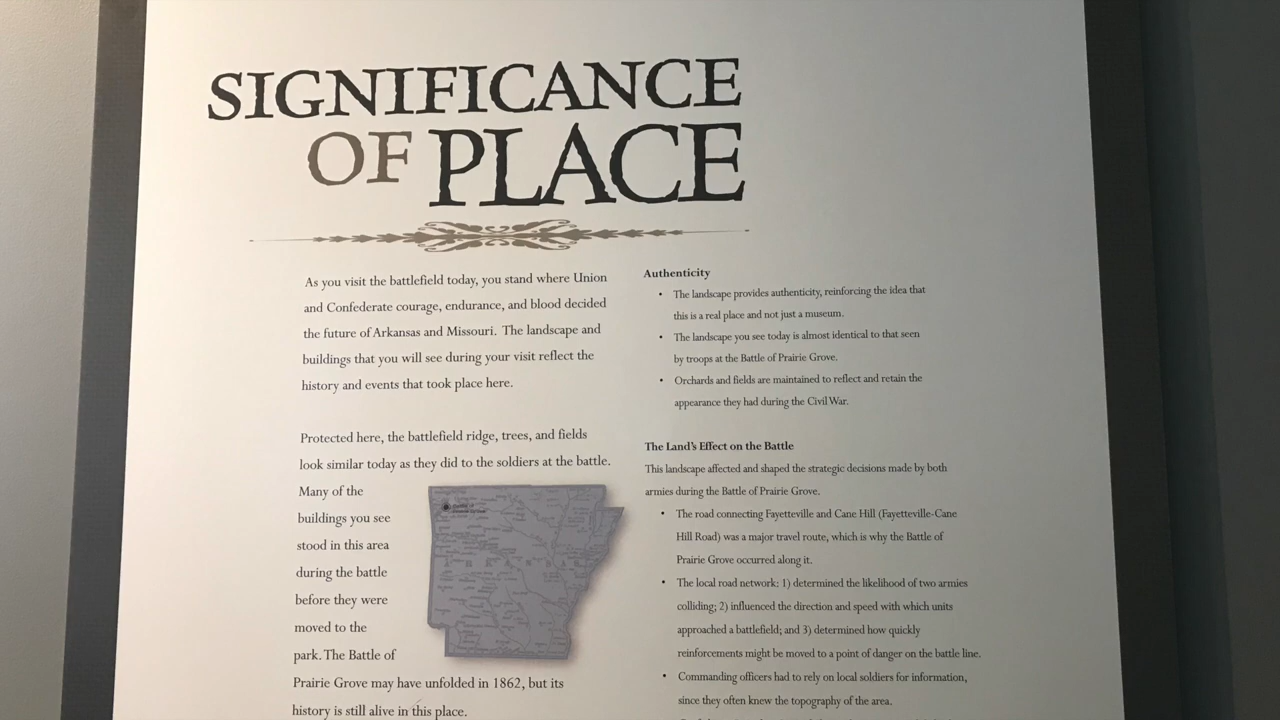 SIGNIFICANCE
OF PLACE
As you visit the battlefield today, you stand where Union
and Confederate courage, endurance, and blood decided
the future of Arkansas and Missouri. The landscape and
buildings that you will see during your visit reflect the
history and events that took place here.
Protected here, the battlefield ridge, trees, and fields
look similar today as they did to the soldiers at the battle.
Many of the
buildings you see
stood in this area
during the battle
before they were
moved to the
park. The Battle of
Prairie Grove may have unfolded in 1862, but its
history is still alive in this place.
Authenticity
• The landscape provides authenticity, reinforcing the idea that
this is a real place and not just a museum.
• The landscape you see today is almost identical to that seen
by troops at the Battle of Prairie Grove.
• Orchards and fields are maintained to reflect and retain the
appearance they had during the Civil War.
The Land's Effect on the Battle
This landscape affected and shaped the strategic decisions made by both
armies during the Battle of Prairie Grove.
• The road connecting Fayetteville and Cane Hill (Fayetteville-Cane
Hill Road) was a major travel route, which is why the Battle of
Prairie Grove occurred along it.
• The local road network: 1) determined the likelihood of two armies
colliding; 2) influenced the direction and speed with which units
approached a battlefield; and 3) determined how quickly
reinforcements might be moved to a point of danger on the battle line.
• Commanding officers had to rely on local soldiers for information,
since they often knew the topography of the area.